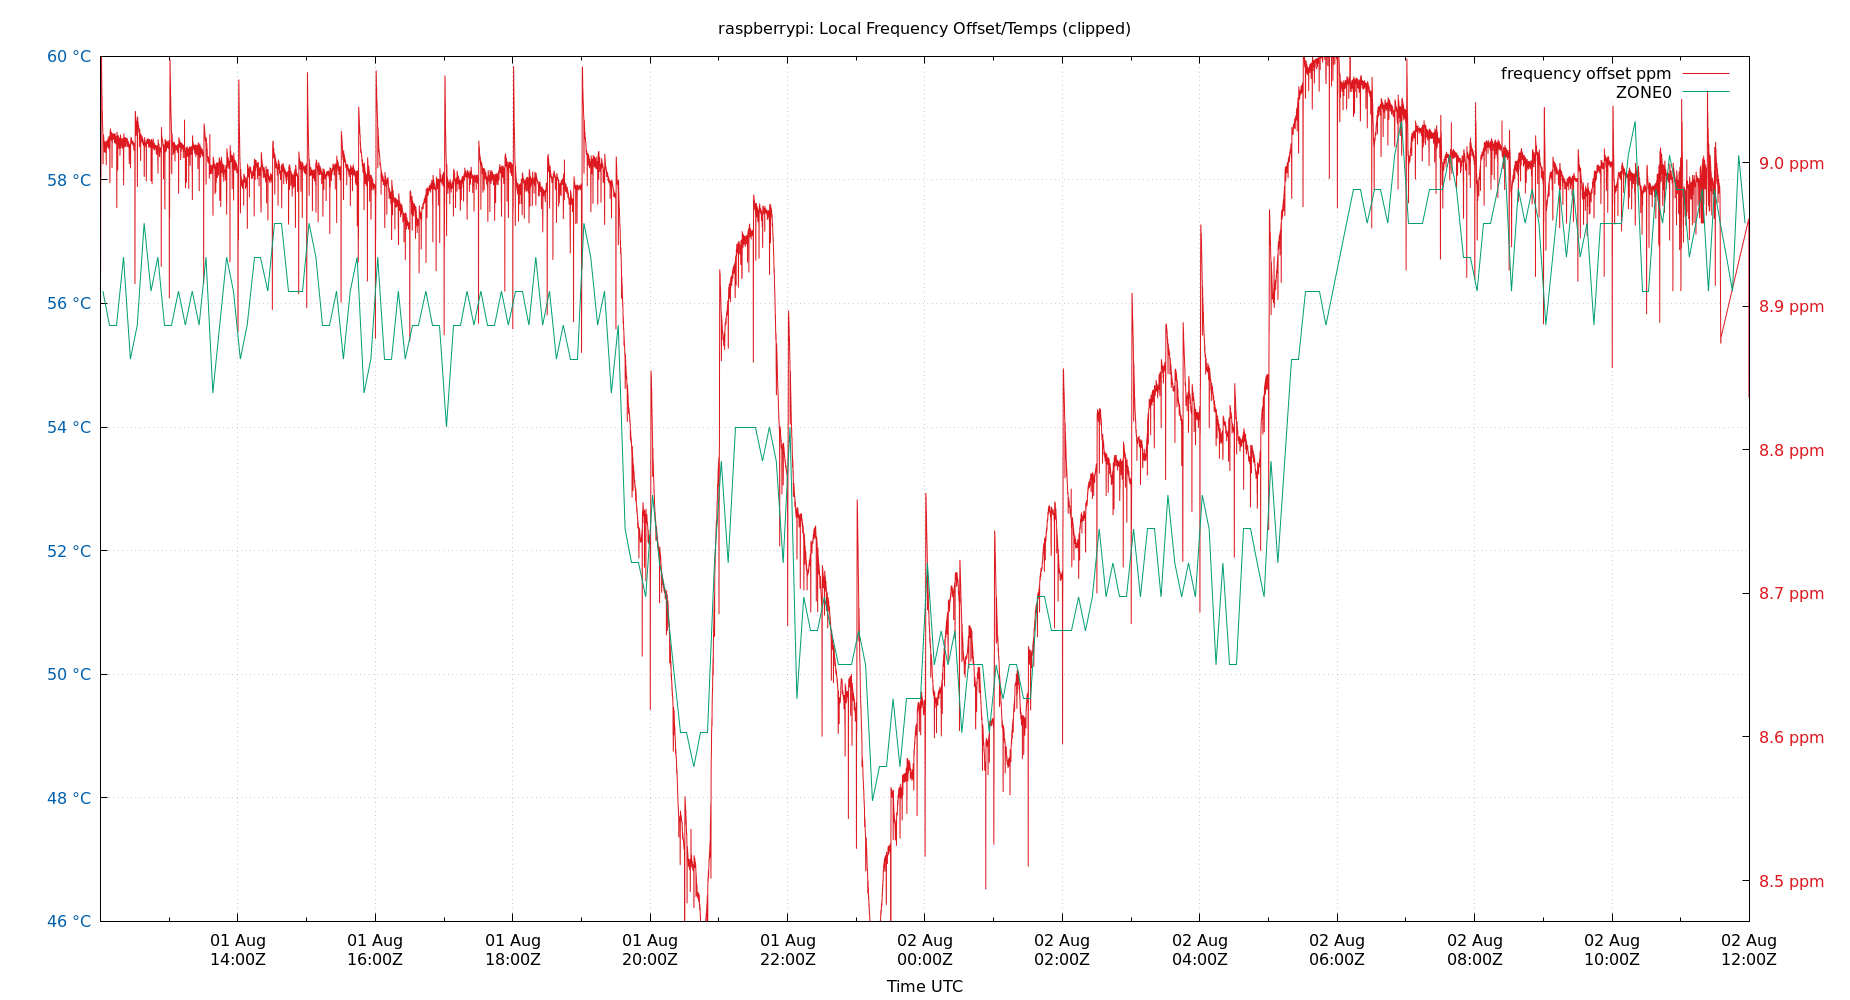 raspberrypi: Local Frequency Offset/Temps (clipped)
60 °C
58 °C
56 °C
54 °C
52 °C
50 °C
48 °C
46 °C
frequency offset ppm
ZONE0
9.0 ppm
8.9 ppm
8.8 ppm
8.7 ppm
8.6 ppm
8.5 ppm
01 Aug 01 Aug 01 Aug 01 Aug 01 Aug 02 Aug 02 Aug 02 Aug 02 Aug 02 Aug 02 Aug 02 Aug
14:00Z 16:00Z 18:00Z 20:00Z 22:00Z 00:00Z 02:00Z 04:00Z 06:00Z 08:00Z 10:00Z 12:00Z
Time UTC